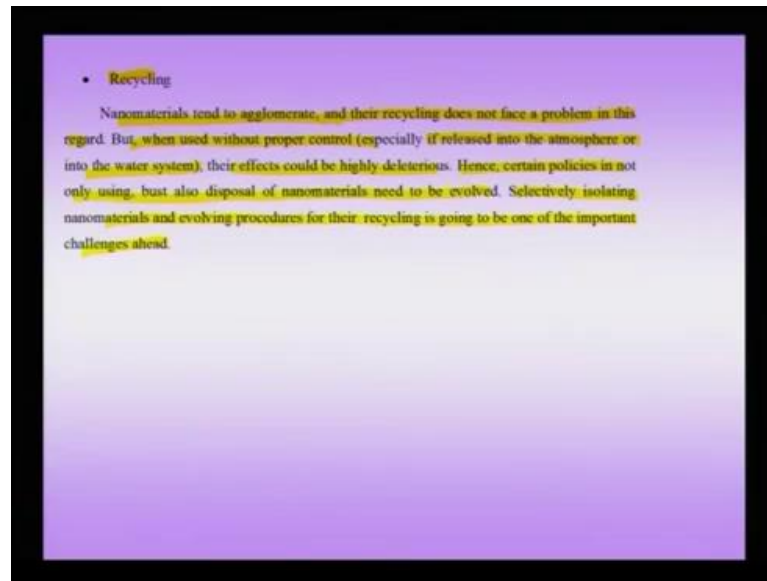 • Recycling
Nanomaterials tend to agglomerate, and their recycling does not face a problem in this
regard. But, when used without proper control (especially if released into the atmosphere or
into the water system), their effects could be highly deleterious. Hence, certain policies in not
only using, bust also disposal of nanomaterials need to be evolved. Selectively isolating
nanomaterials and evolving procedures for their recycling is going to be one of the important
challenges ahead.